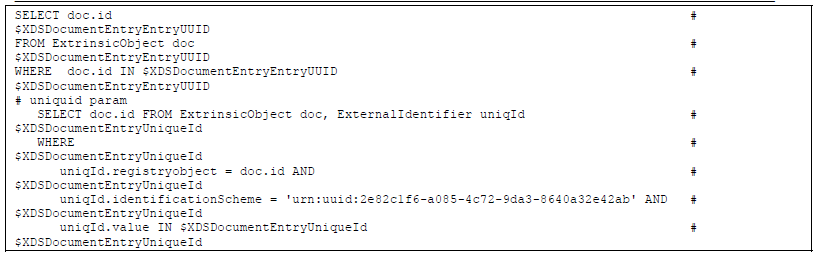 SELECT doc.id #
$XDSDocumentEntryEntryUUID
FROM ExtrinsicObject doc #
$XDSDocumentEntryEntryUUID
WHERE  doc.id IN $XDSDocumentEntryEntryUUID #
$XDSDocumentEntryEntryUUID
# uniquid param
SELECT doc.id FROM ExtrinsicObject doc, ExternalIdentifier uniqId #
$XDSDocumentEntryUniqueId
WHERE #
$XDSDocumentEntryUniqueId
uniqId.registryobject = doc.id AND #
$XDSDocumentEntryUniqueId
uniqId.identificationScheme = 'urn:uuid:2e82c1f6-a085-4c72-9da3-8640a32e42ab' AND #
$XDSDocumentEntryUniqueId
uniqId.value IN $XDSDocumentEntryUniqueId #
$XDSDocumentEntryUniqueId